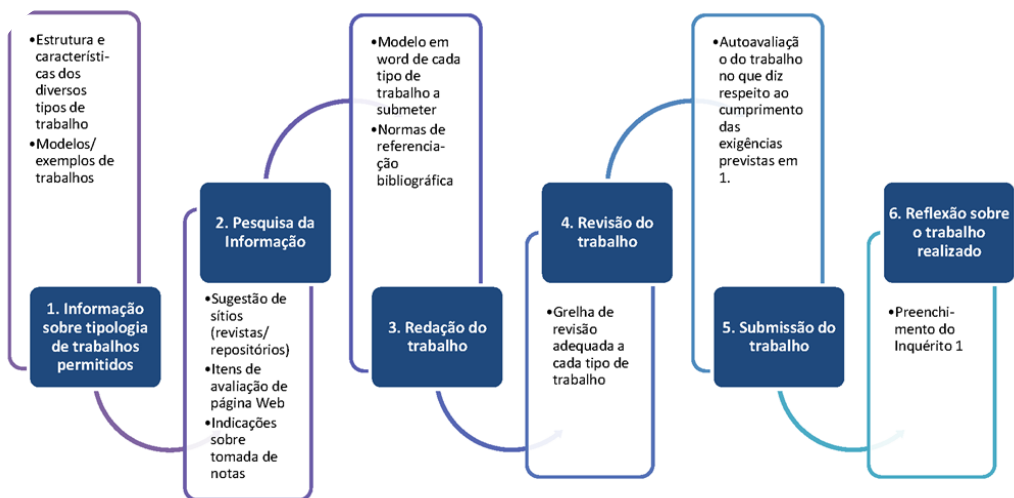 •Estrutura e
característi-
cas dos
diversos
tipos de
trabalho
•Modelos/
exemplos de
trabalhos
1. Informação
sobre tipologia
de trabalhos
permitidos
2. Pesquisa da
Informação
•Sugestão de
sítios
(revistas/
repositórios)
•Itens de
avaliação de
página Web
•Indicações
sobre
tomada de
notas
•Modelo em
word de cada
tipo de
trabalho a
submeter
•Normas de
referencia-
ção
bibliográfica
3. Redação do
trabalho
4. Revisão do
trabalho
•Grelha de
revisão
adequada a
cada tipo de
trabalho
•Autoavaliaçã
o do trabalho
no que diz
respeito ao
cumprimento
das
exigências
previstas em
1.
5. Submissão do
trabalho
6. Reflexão sobre
o trabalho
realizado
•Preenchi-
mento do
Inquérito 1